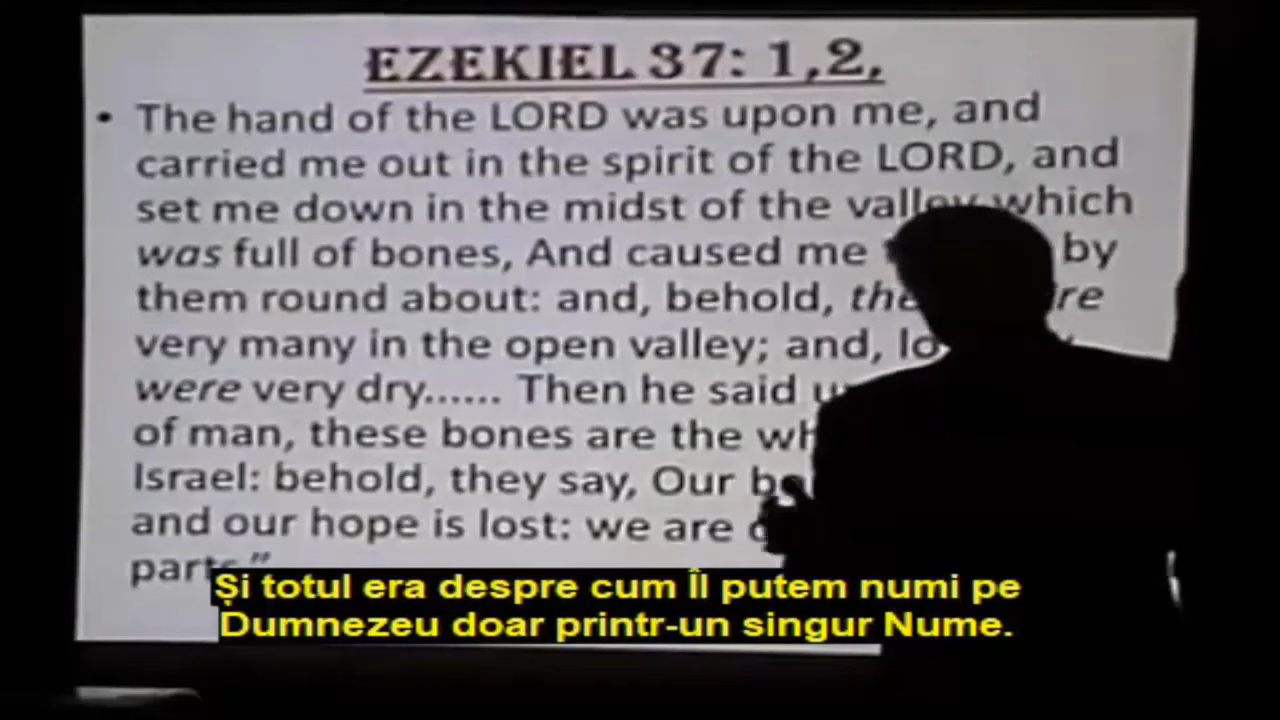 EZEKIEL 37: 1,2,
• The hand of the LORD was upon me, and
carried me out in the spirit of the LORD, and
set me down in the midst of the valley which
was full of bones, And caused me by
them round about: and, behold,
very many in the open valley; and,
were very dry...... Then he said
of man, these bones are the
Israel: behold, they say, Our
and our hope is lost: we are
Și totul era despre cum Îl putem numi pe
Dumnezeu doar printr-un singur Nume.